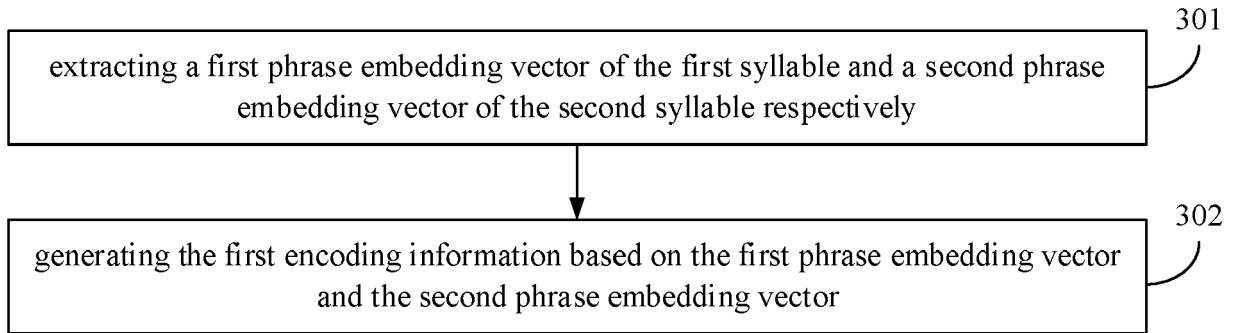 301
extracting a first phrase embedding vector of the first syllable and a second phrase
embedding vector of the second syllable respectively
302
generating the first encoding information based on the first phrase embedding vector
and the second phrase embedding vector